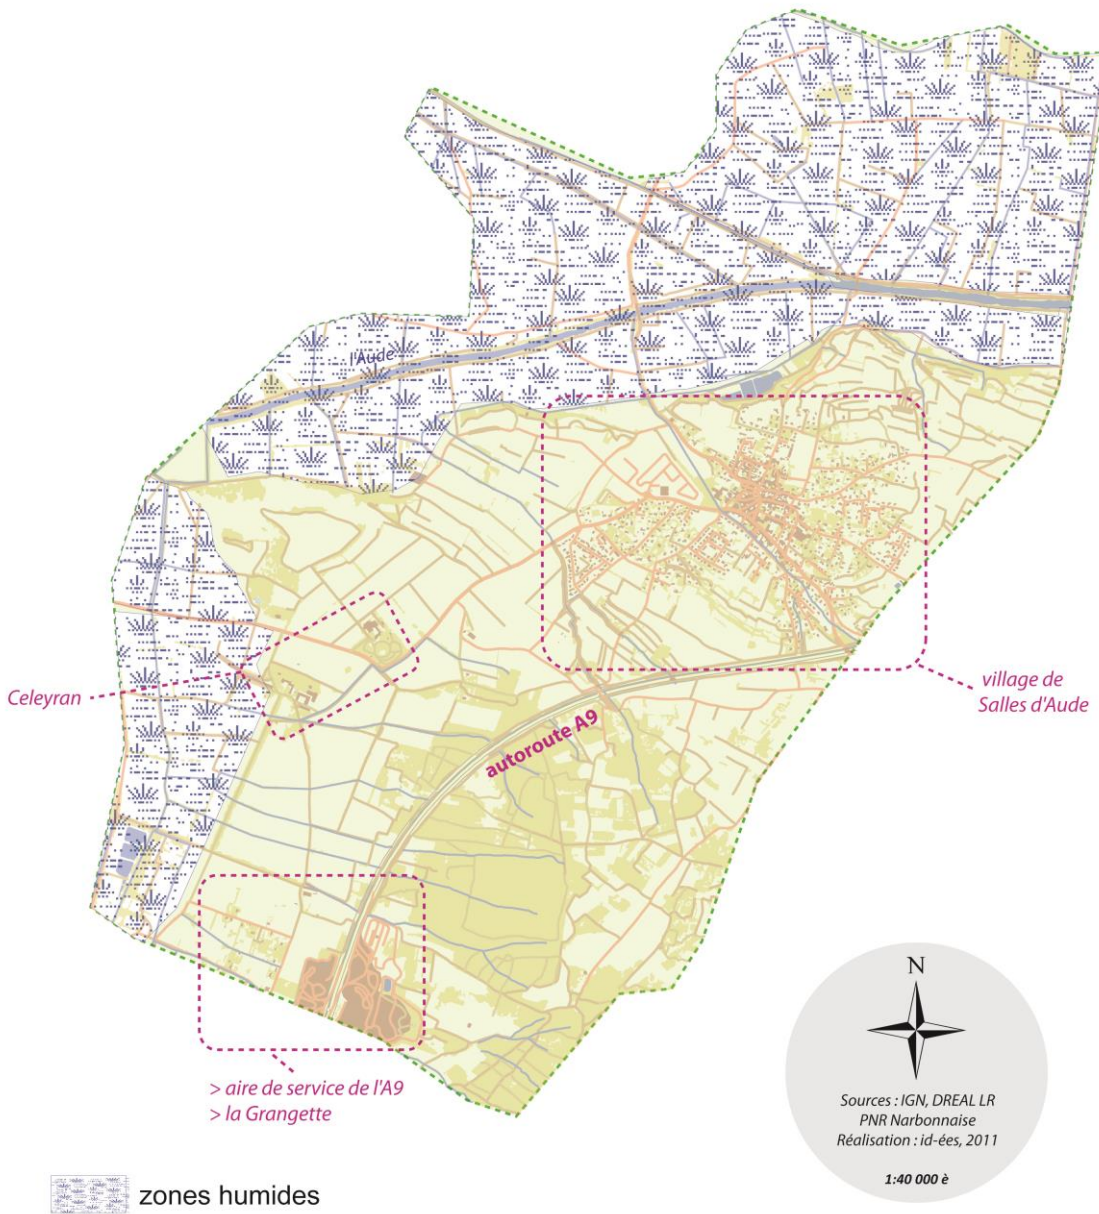 l'Aude
Celeyran
village de
Salles d'Aude
autoroute A9
> aire de service de l'A9
> la Grangette
N
Sources : IGN, DREAL LR
PNR Narbonnaise
Réalisation : id-ées, 2011
1:40 000 è
zones humides